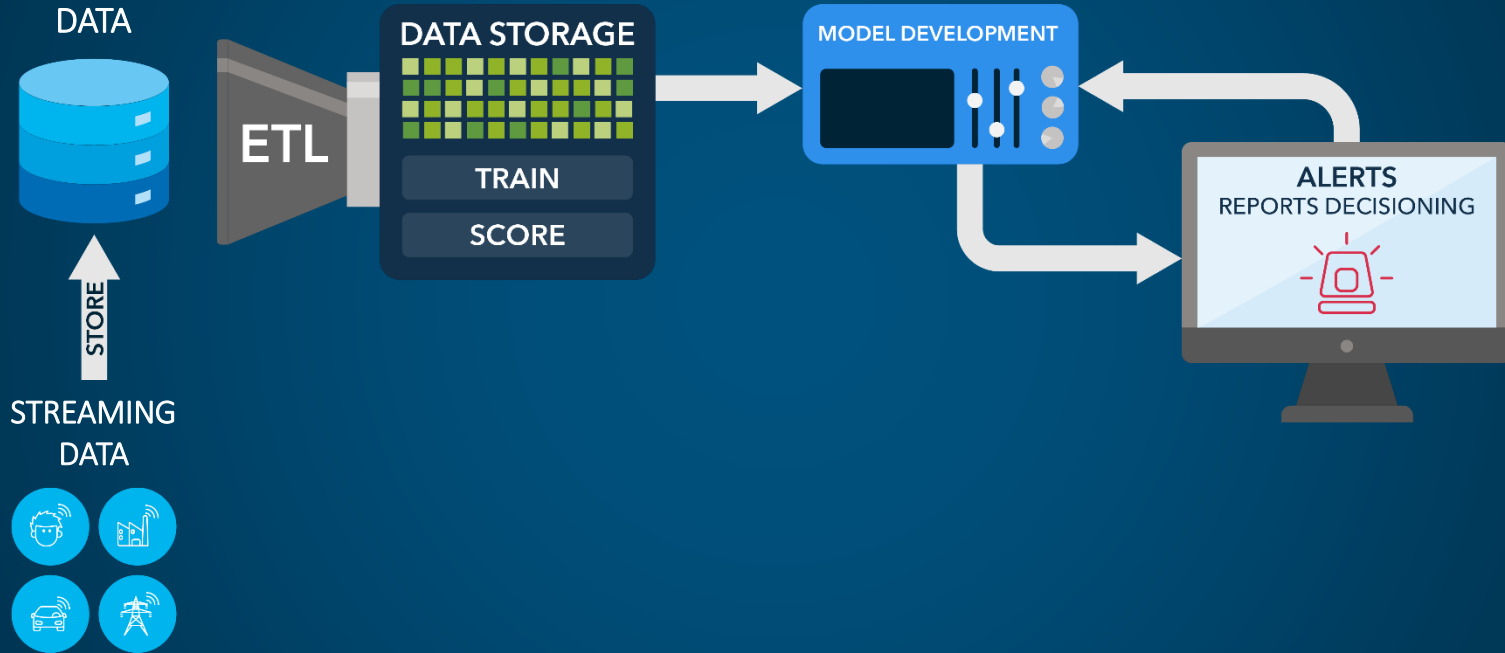 DATA
STORE
STREAMING
DATA
ETL
DATA STORAGE
TRAIN
SCORE
MODEL DEVELOPMENT
ALERTS
REPORTS DECISIONING